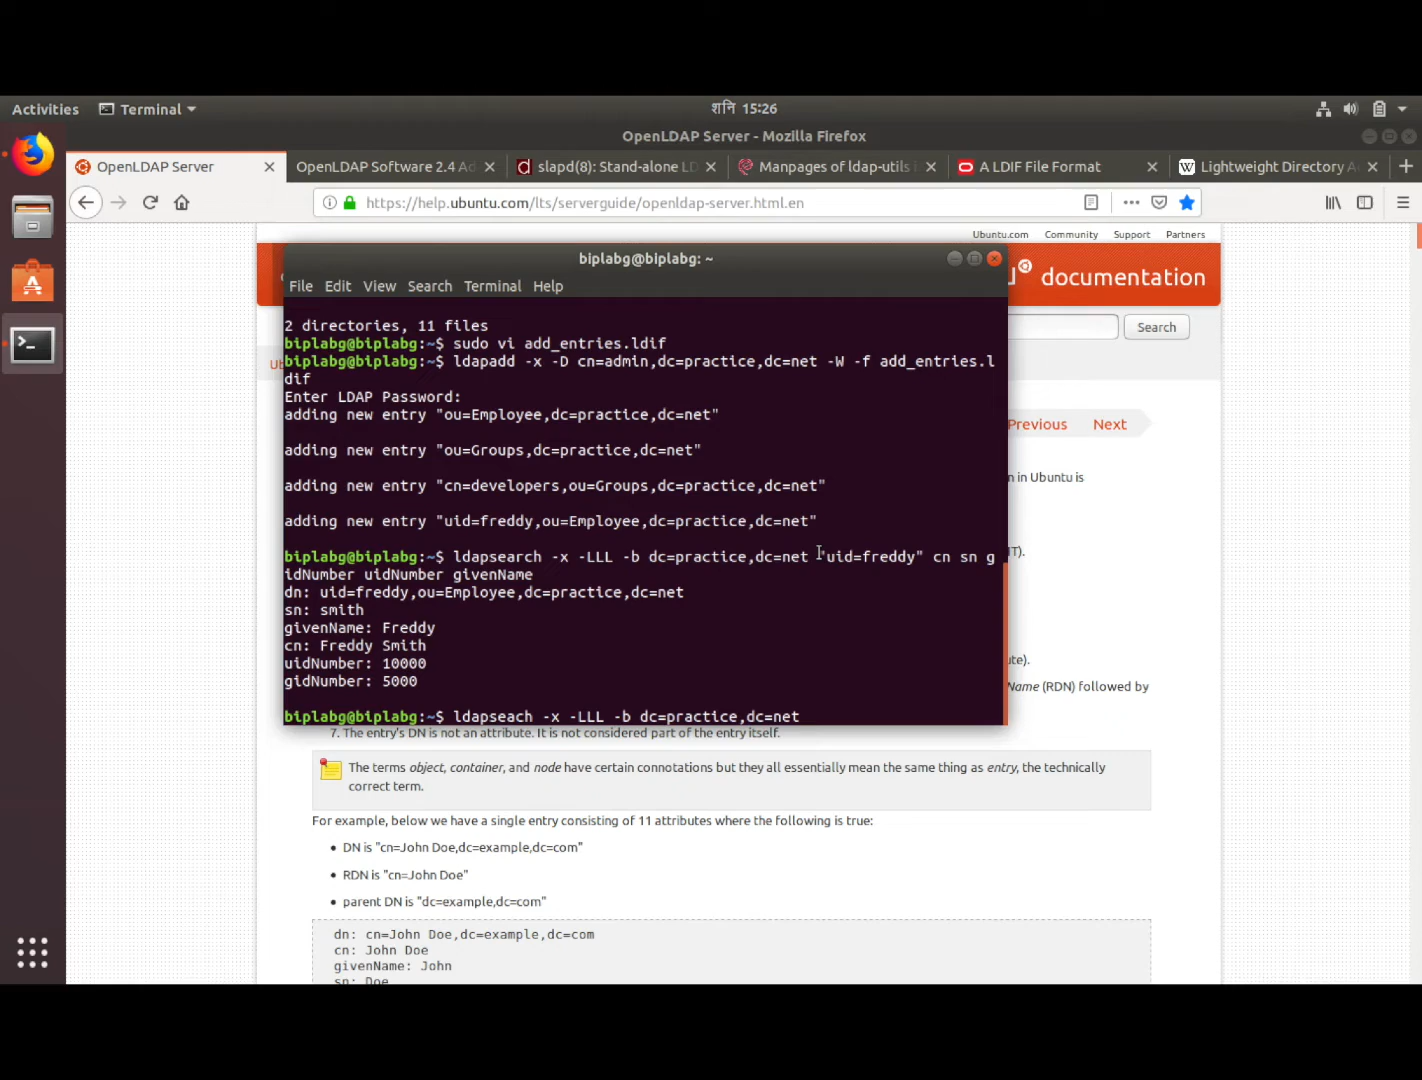 Activities Terminal शनि 15:26
OpenLDAP Server - Mozilla Firefox
OpenLDAP Server OpenLDAP Software 2.4 Ad slapd(8): Stand-alone LD Manpages of ldap-utils A LDIF File Format Lightweight Directory A
https://help.ubuntu.com/lts/serverguide/openldap-server.html.en
Ubuntu.com Community Support Partners
biplabg@biplabg: ~
documentation
File Edit View Search Terminal Help
Search
2 directories, 11 files
biplabg@biplabg:~$ sudo vi add_entries.ldif
biplabg@biplabg:~$ ldapadd -x -D cn=admin,dc=practice,dc=net -W -f add_entries.l
dif
Enter LDAP Password:
adding new entry "ou=Employee,dc=practice,dc=net"
Previous Next
adding new entry "ou=Groups,dc=practice,dc=net"
n in Ubuntu is
adding new entry "cn=developers,ou=Groups,dc=practice,dc=net"
adding new entry "uid=freddy,ou=Employee,dc=practice,dc=net"
IT).
biplabg@biplabg:~$ ldapsearch -x -LLL -b dc=practice,dc=net "uid=freddy" cn sn g
idNumber uidNumber givenName
dn: uid=freddy,ou=Employee,dc=practice,dc=net
sn: smith
givenName: Freddy
cn: Freddy Smith
ute).
uidNumber: 10000
gidNumber: 5000
Name (RDN) followed by
biplabg@biplabg:~$ ldapseach -x -LLL -b dc=practice,dc=net
7. The entry's DN is not an attribute. It is not considered part of the entry itself.
The terms object, container, and node have certain connotations but they all essentially mean the same thing as entry, the technically
correct term.
For example, below we have a single entry consisting of 11 attributes where the following is true:
• DN is "cn=John Doe,dc=example,dc=com"
• RDN is "cn=John Doe"
• parent DN is "dc=example,dc=com"
dn: cn=John Doe,dc=example,dc=com
cn: John Doe
givenName: John
sn: Doe